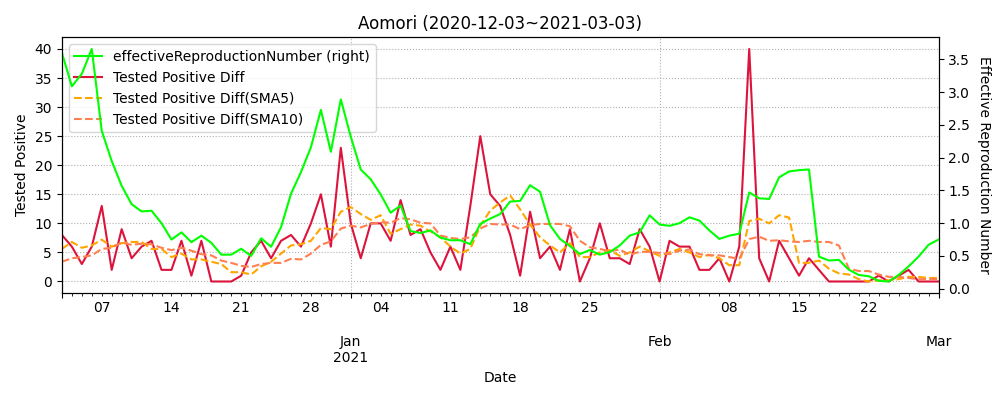 Aomori (2020-12-03~2021-03-03)
effectiveReproductionNumber (right)
Tested Positive Diff
Tested Positive Diff(SMA5)
Tested Positive Diff(SMA10)
Tested Positive
40
35
30
25
20
15
10
5
0
3.5
3.0
2.5
2.0
1.5
1.0
0.5
0.0
Effective Reproduction Number
07 14 21 28 04 11 18 25 08 15 22
Jan Feb Mar
2021
Date